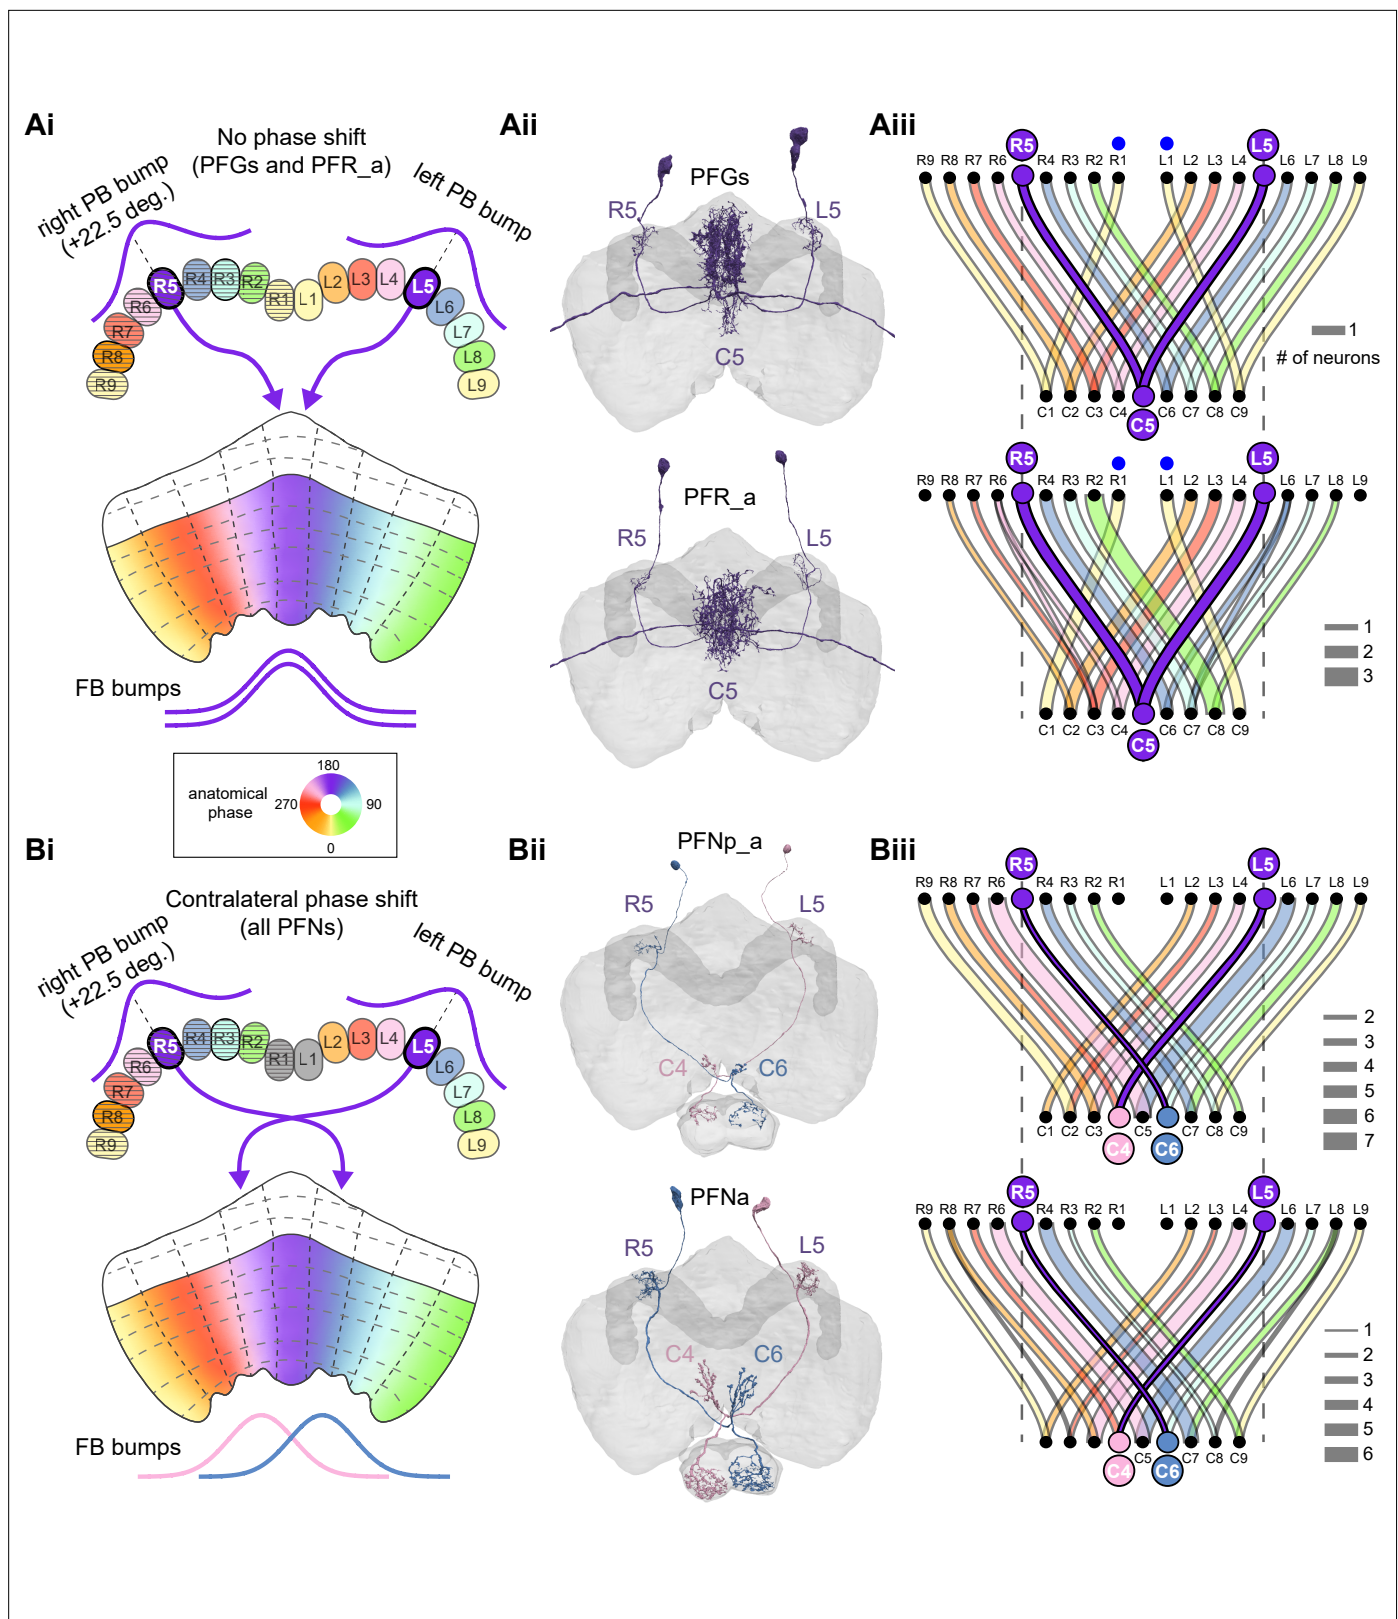 Ai
No phase shift
(PFGs and PFR_a)
right PB bump
(+22.5 deg.)
left PB bump
R5 R4 R3 R2 R1 L1 L2 L3 L4 L5
R6 L6
R7 L7
R8 L8
R9 L9
FB bumps
anatomical
phase
180
270 90
0
Aii
PFGs
R5 L5
C5
PFR_a
R5 L5
C5
Aiii
R5 L5
R9 R8 R7 R6 R4 R3 R2 R1 L1 L2 L3 L4 L6 L7 L8 L9
1
# of neurons
C1 C2 C3 C4 C6 C7 C8 C9
C5
R5 L5
R9 R8 R7 R6 R4 R3 R2 R1 L1 L2 L3 L4 L6 L7 L8 L9
1
2
3
C1 C2 C3 C4 C6 C7 C8 C9
C5
Bi
Contralateral phase shift
(all PFNs)
right PB bump
(+22.5 deg.)
left PB bump
R5 R4 R3 R2 R1 L1 L2 L3 L4 L5
R6 L6
R7 L7
R8 L8
R9 L9
FB bumps
Bii
PFNp_a
R5 L5
C4 C6
PFNa
R5 L5
C4 C6
Biii
R5 L5
R9 R8 R7 R6 R4 R3 R2 R1 L1 L2 L3 L4 L6 L7 L8 L9
2
3
4
5
6
7
C1 C2 C3 C5 C7 C8 C9
C4 C6
R5 L5
R9 R8 R7 R6 R4 R3 R2 R1 L1 L2 L3 L4 L6 L7 L8 L9
1
2
3
4
5
6
C5 C7 C8 C9
C4 C6